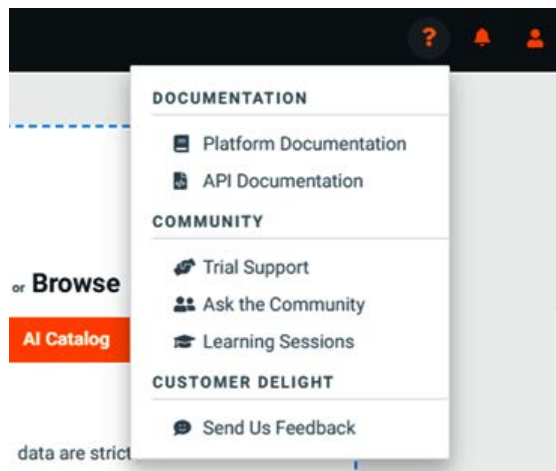 ?
DOCUMENTATION
Platform Documentation
API Documentation
COMMUNITY
Trial Support
or Browse
Ask the Community
AI Catalog
Learning Sessions
CUSTOMER DELIGHT
Send Us Feedback
data are strict